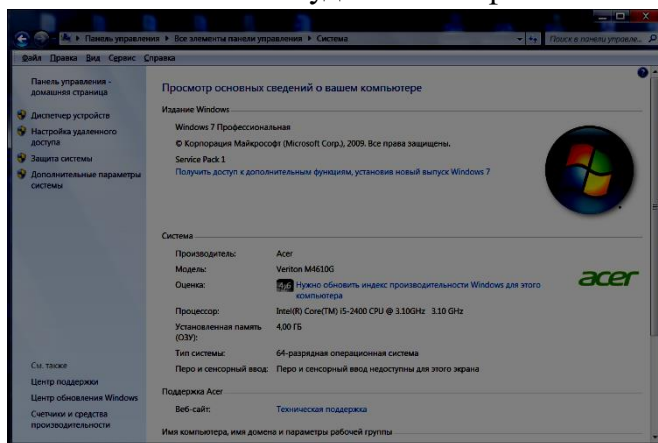 Панель управления ▸ Все элементы панели управления ▸ Система
Поиск в панели управле...
Файл Правка Вид Сервис Справка
Панель управления -
домашняя страница
Диспетчер устройств
Настройка удаленного
доступа
Защита системы
Дополнительные параметры
системы
См. также
Центр поддержки
Центр обновления Windows
Счетчики и средства
производительности
Просмотр основных сведений о вашем компьютере
Издание Windows
Windows 7 Профессиональная
© Корпорация Майкрософт (Microsoft Corp.), 2009. Все права защищены.
Service Pack 1
Получить доступ к дополнительным функциям, установив новый выпуск Windows 7
Система
Производитель: Acer
Модель: Veriton M4610G
Оценка: 4,6 Нужно обновить индекс производительности Windows для этого
компьютера
Процессор: Intel(R) Core(TM) i5-2400 CPU @ 3.10GHz 3.10 GHz
Установленная память 4,00 ГБ
(ОЗУ):
Тип системы: 64-разрядная операционная система
Перо и сенсорный ввод: Перо и сенсорный ввод недоступны для этого экрана
acer
Поддержка Acer
Веб-сайт: Техническая поддержка
Имя компьютера, имя домена и параметры рабочей группы